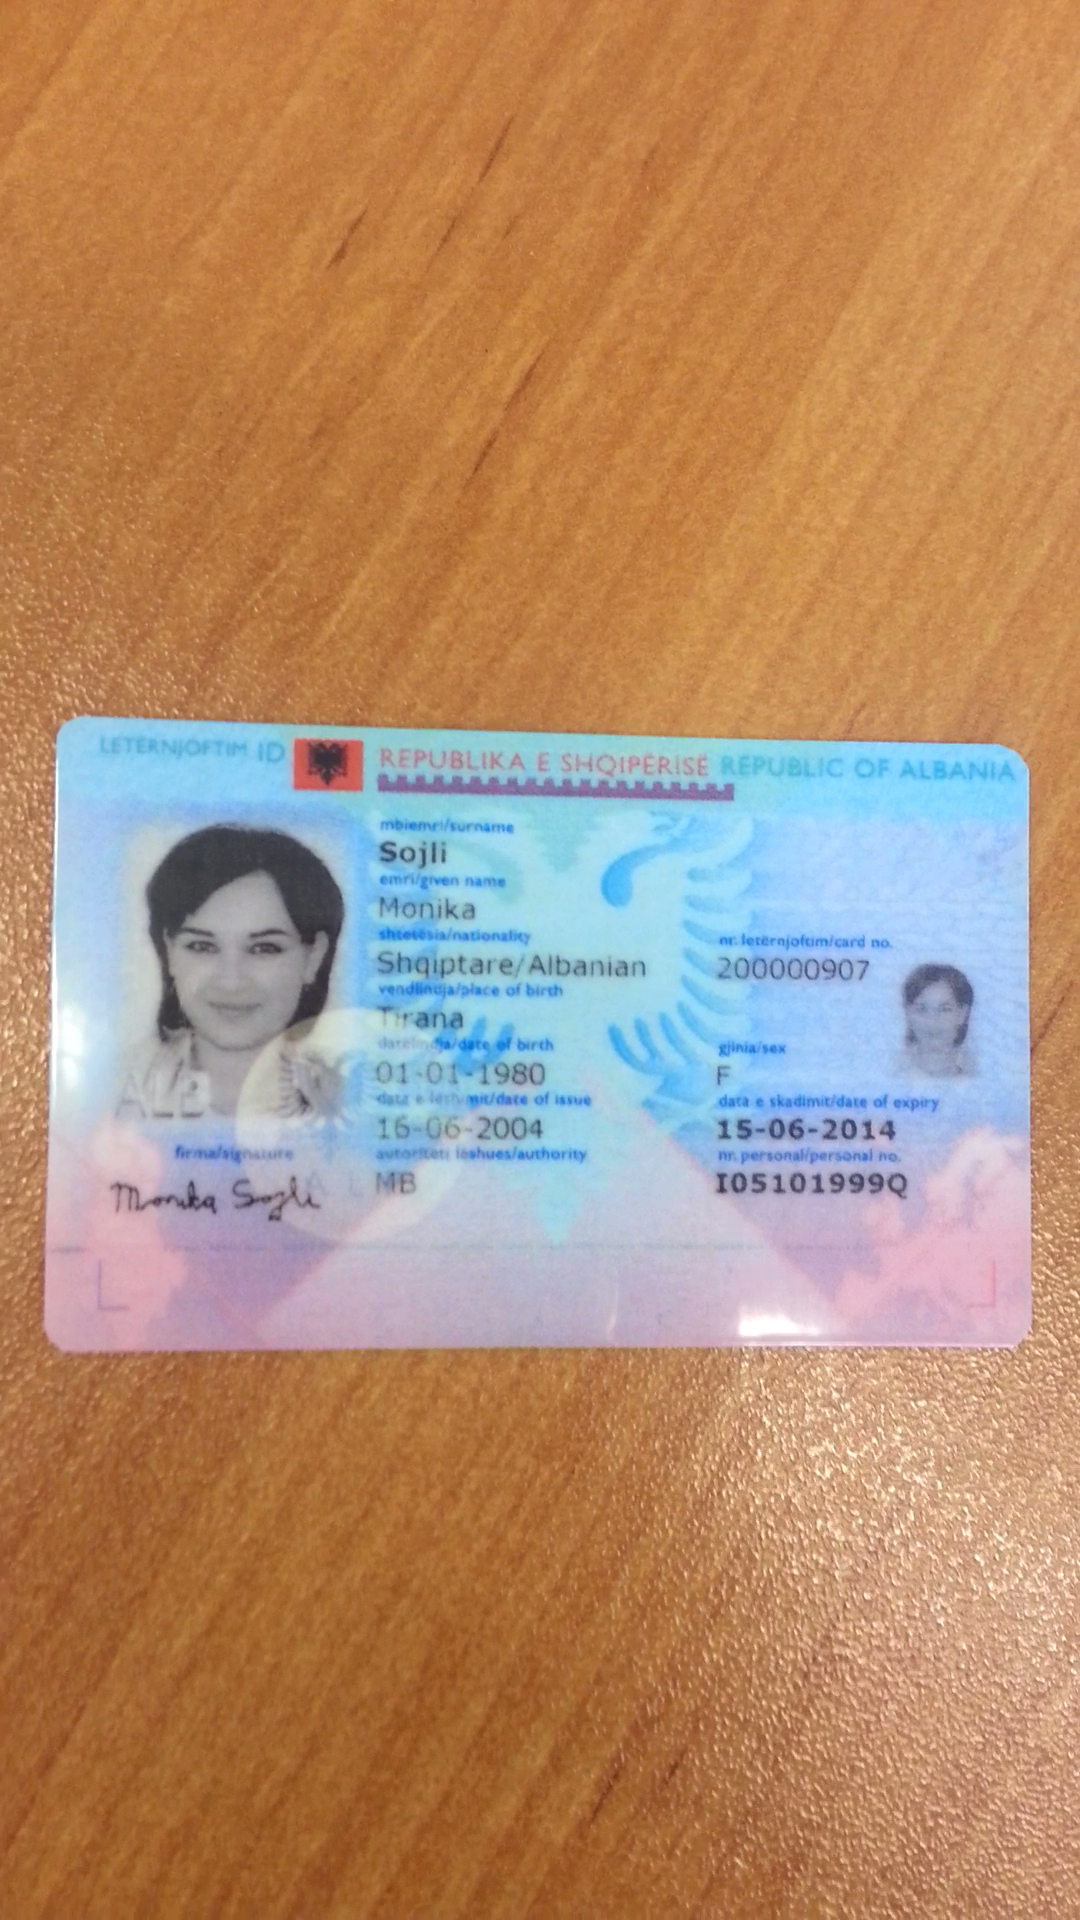 LETËRNJOFTIM ID REPUBLIKA E SHQIPËRISË REPUBLIC OF ALBANIA
mbiemri/surname
Sojli
emri/given name
Monika
shtetësia/nationality
Shqiptare/Albanian
vendlindja/place of birth
Tirana
datelindja/date of birth
01-01-1980
data e lëshimit/date of issue
16-06-2004
autoriteti lëshues/authority
MB
nr. letërnjoftim/card no.
200000907
gjinia/sex
F
data e skadimit/date of expiry
15-06-2014
nr. personal/personal no.
I05101999Q
ALB
firma/signature
Monika Sojli